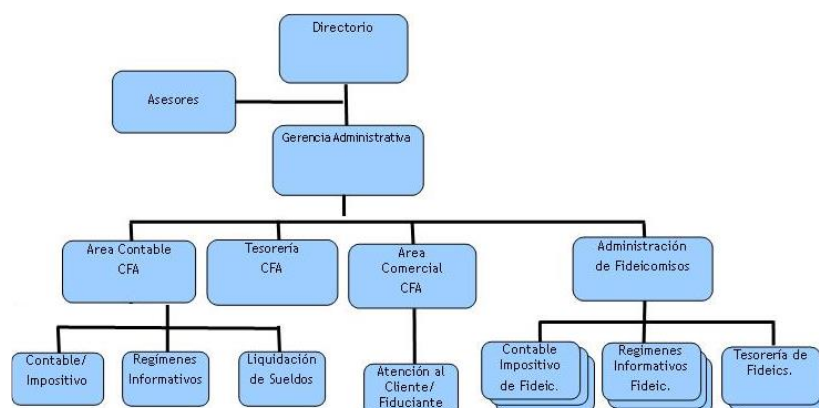 Directorio
Asesores
Gerencia Administrativa
Area Contable
CFA
Tesorería
CFA
Area
Comercial
CFA
Administración
de Fideicomisos
Contable/
Impositivo
Regímenes
Informativos
Liquidación
de Sueldos
Atención al
Cliente/
Fiduciante
Contable
Impositivo
de Fideic.
Regimenes
Informativos
Fideic.
Tesorería de
Fideics.